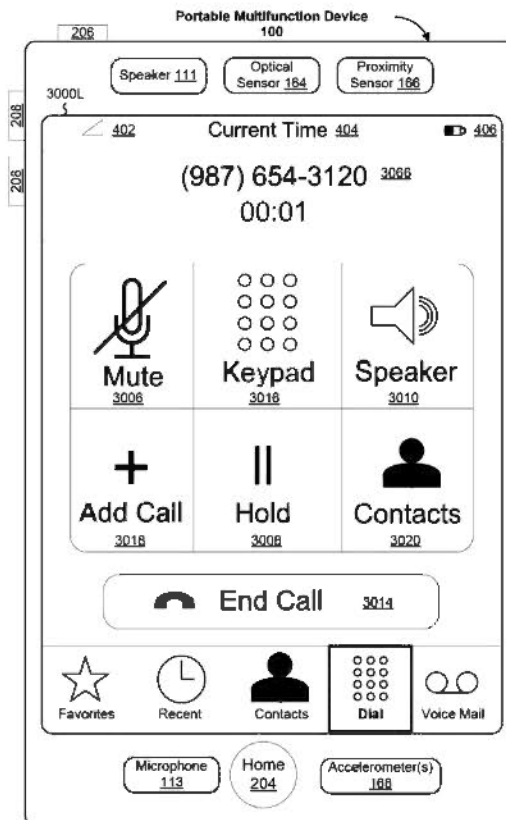 Portable Multifunction Device
100
206
Speaker 111
Optical
Sensor 164
Proximity
Sensor 166
3000L
208
208
402
Current Time 404
406
(987) 654-3120 3066
00:01
Mute
3006
Keypad
3016
Speaker
3010
Add Call
3018
Hold
3008
Contacts
3020
End Call 3014
Favorites
Recent
Contacts
Dial
Voice Mail
Microphone
113
Home
204
Accelerometer(s)
168